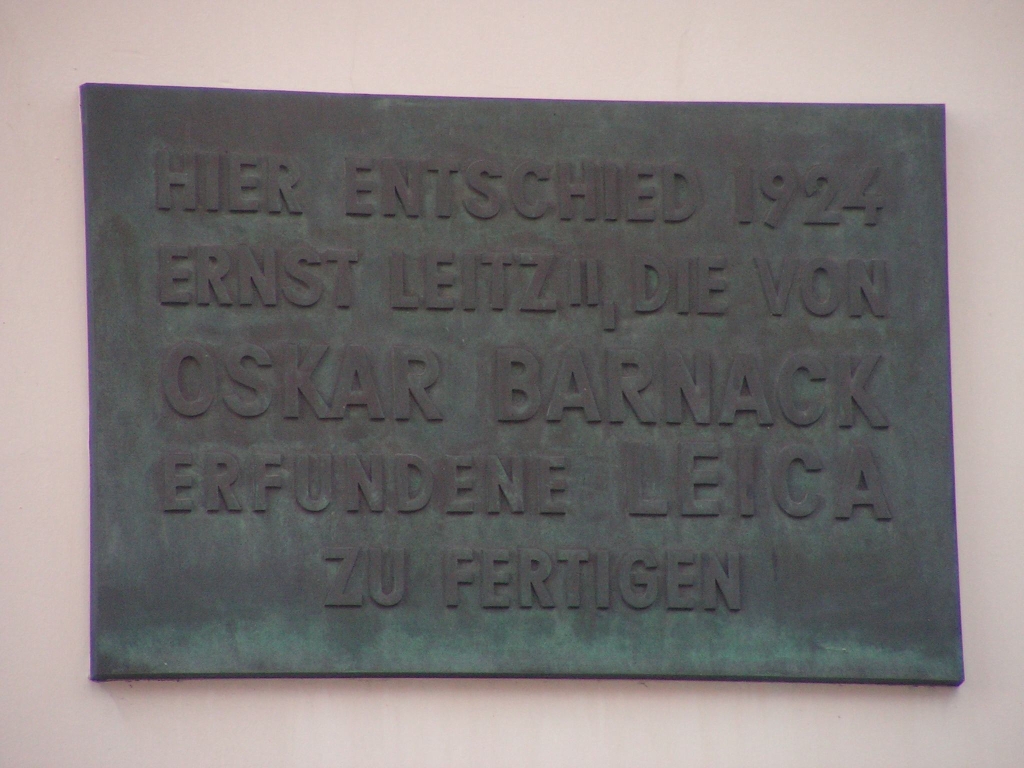 HIER ENTSCHIED 1924
ERNST LEITZ II, DIE VON
OSKAR BARNACK
ERFUNDENE LEICA
ZU FERTIGEN